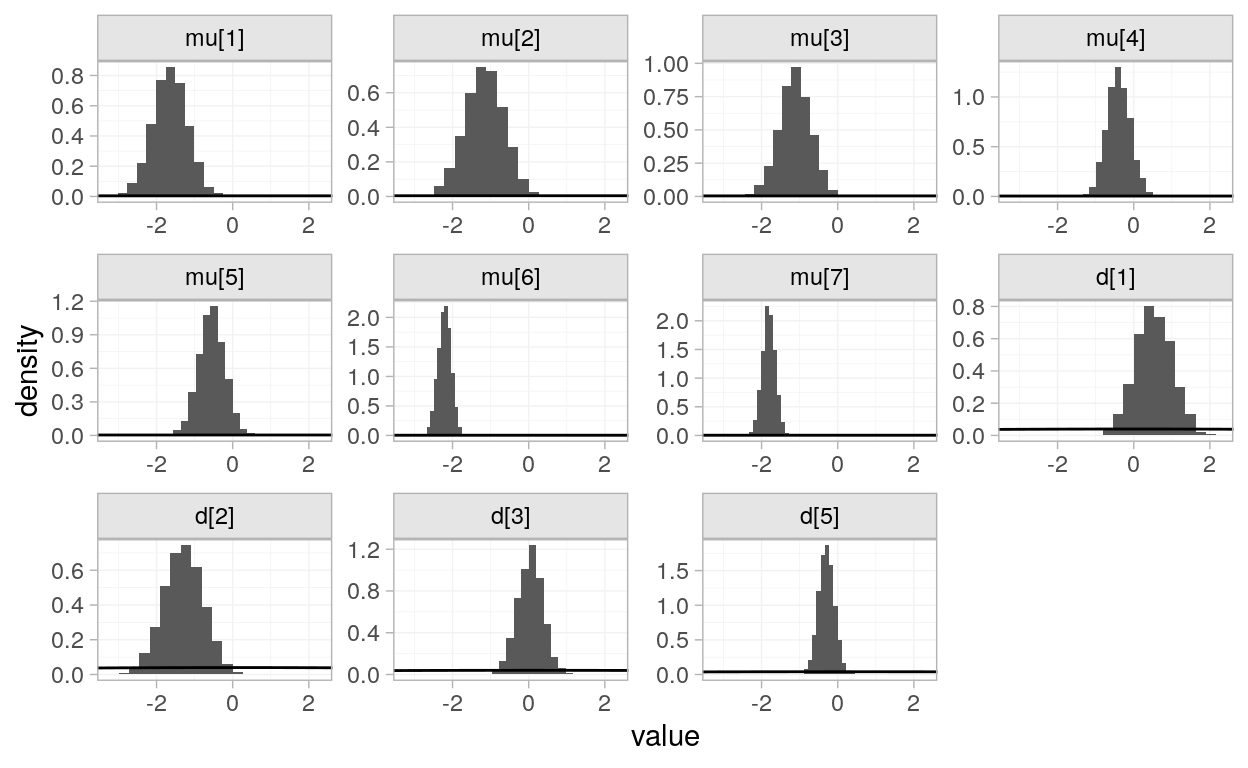 mu[1] mu[2] mu[3] mu[4]
0.8 0.6 0.4 0.2 0.0
0.6 0.4 0.2 0.0
1.00 0.75 0.50 0.25 0.00
1.0 0.5 0.0
-2 0 2 -2 0 2 -2 0 2 -2 0 2
mu[5] mu[6] mu[7] d[1]
1.2 0.9 0.6 0.3 0.0
2.0 1.5 1.0 0.5 0.0
2.0 1.5 1.0 0.5 0.0
0.8 0.6 0.4 0.2 0.0
-2 0 2 -2 0 2 -2 0 2 -2 0 2
density
d[2] d[3] d[5]
0.6 0.4 0.2 0.0
1.2 0.8 0.4 0.0
1.5 1.0 0.5 0.0
-2 0 2 -2 0 2 -2 0 2
value